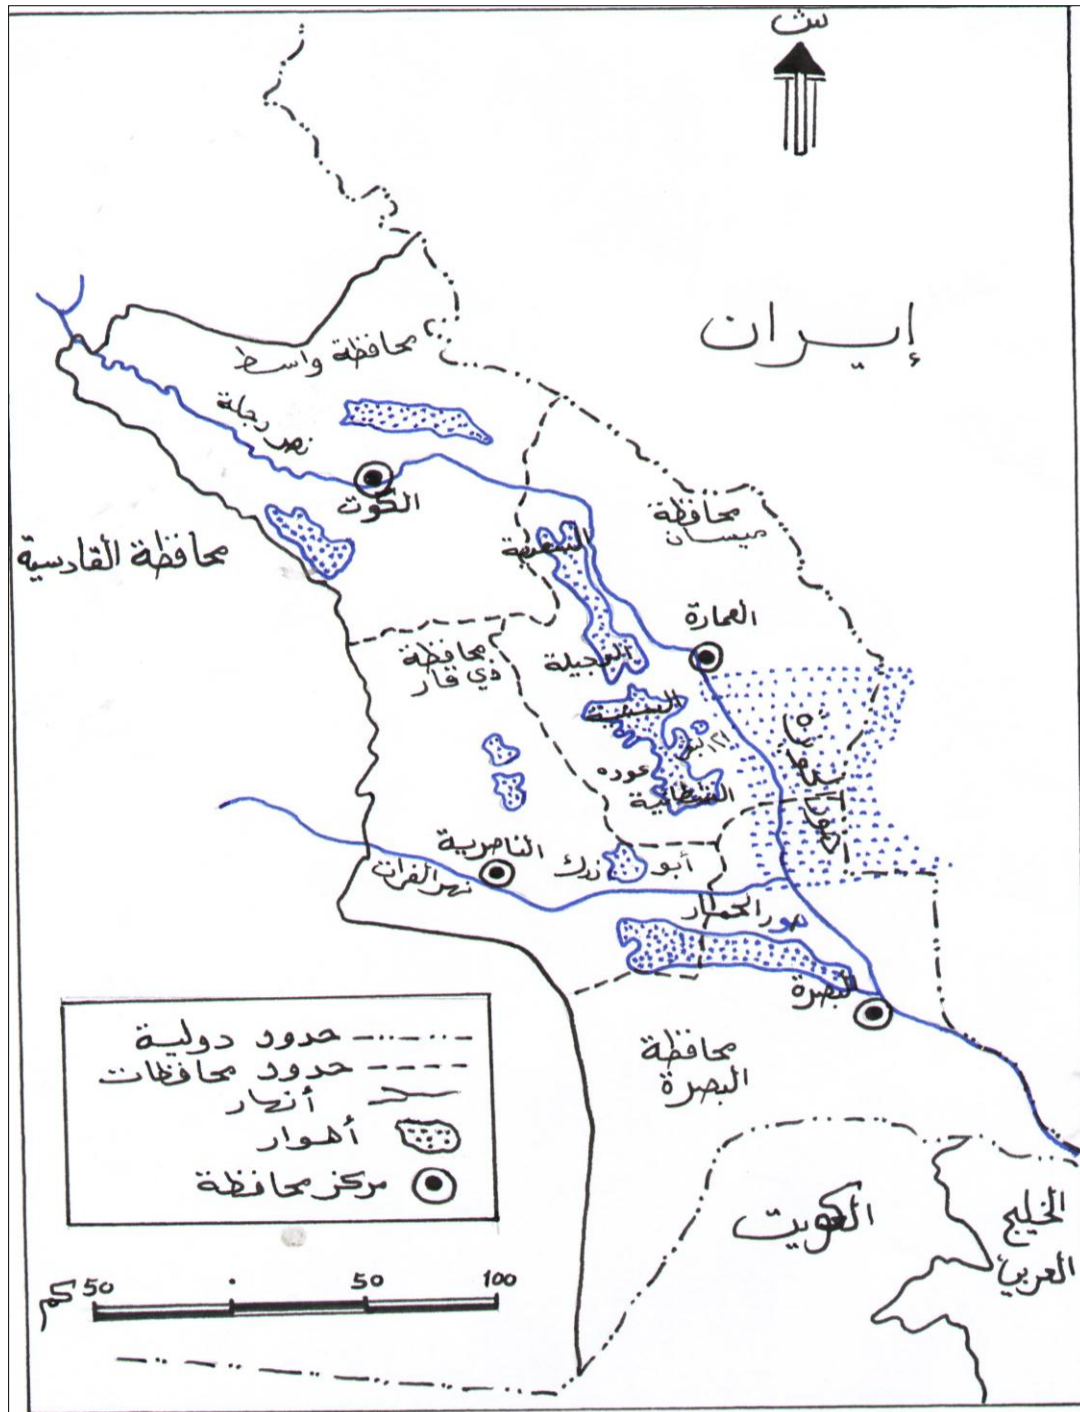 ش
إيران
محافظة واسط
نهر دجلة
الكوت
محافظة القادسية
محافظة
ميسان
السعدية
العمارة
محافظة
ذي قار
عوده
الناصرية
نهر الفرات
أبو زرك
هور الحمار
البصرة
محافظة
البصرة
حدود دولية
حدود محافظات
أنهار
أهوار
مركز محافظة
الكويت
الخليج
العربي
كم 50 . 50 100